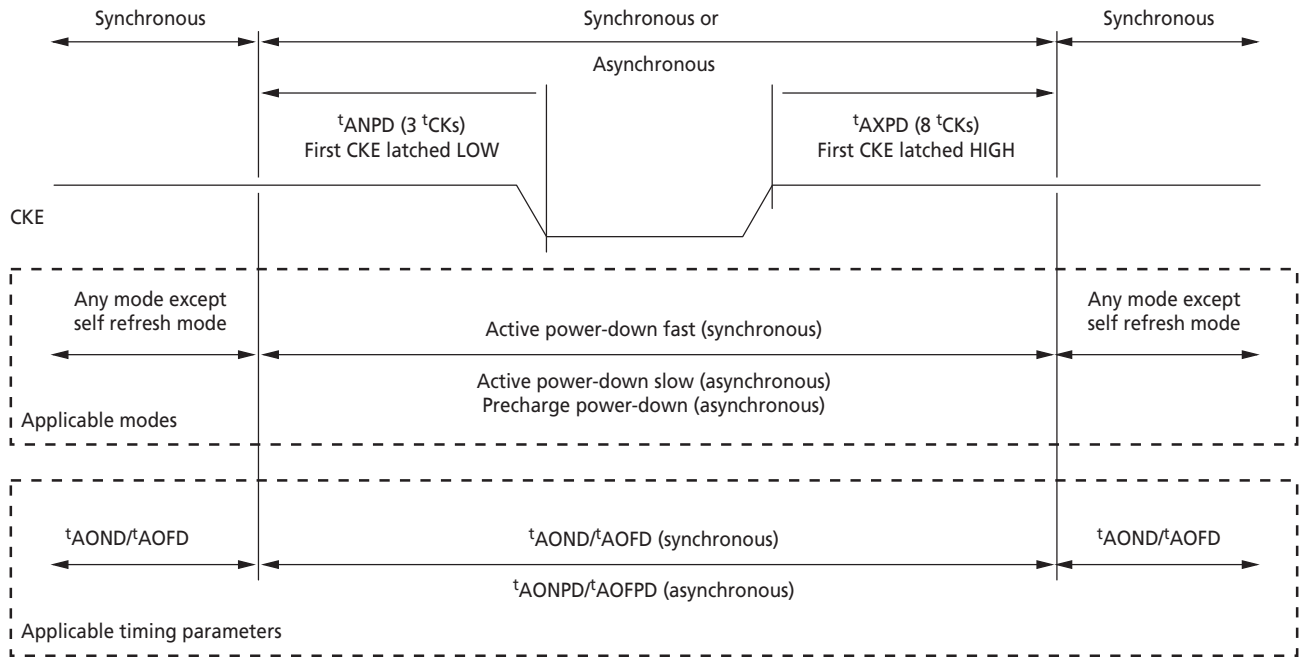 Synchronous
Synchronous or
Asynchronous
Synchronous
ᵗANPD (3 ᵗCKs)
First CKE latched LOW
ᵗAXPD (8 ᵗCKs)
First CKE latched HIGH
CKE
Any mode except
self refresh mode
Active power-down fast (synchronous)
Active power-down slow (asynchronous)
Precharge power-down (asynchronous)
Any mode except
self refresh mode
Applicable modes
ᵗAOND/ᵗAOFD
ᵗAOND/ᵗAOFD (synchronous)
ᵗAONPD/ᵗAOFPD (asynchronous)
ᵗAOND/ᵗAOFD
Applicable timing parameters